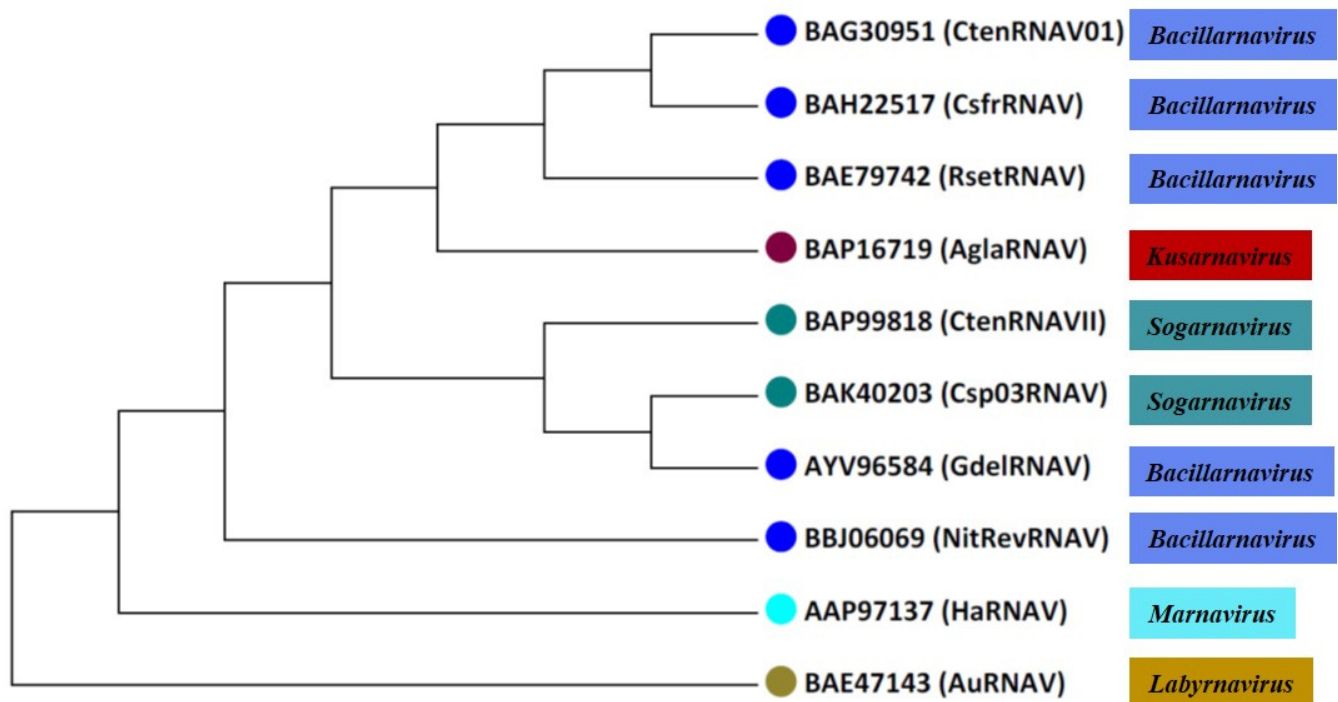 BAG30951 (CtenRNAV01) Bacillarnavirus
BAH22517 (CsfrRNAV) Bacillarnavirus
BAE79742 (RsetRNAV) Bacillarnavirus
BAP16719 (AglaRNAV) Kusarnavirus
BAP99818 (CtenRNAVII) Sogarnavirus
BAK40203 (Csp03RNAV) Sogarnavirus
AYV96584 (GdelRNAV) Bacillarnavirus
BBJ06069 (NitRevRNAV) Bacillarnavirus
AAP97137 (HaRNAV) Marnavirus
BAE47143 (AuRNAV) Labyrnavirus